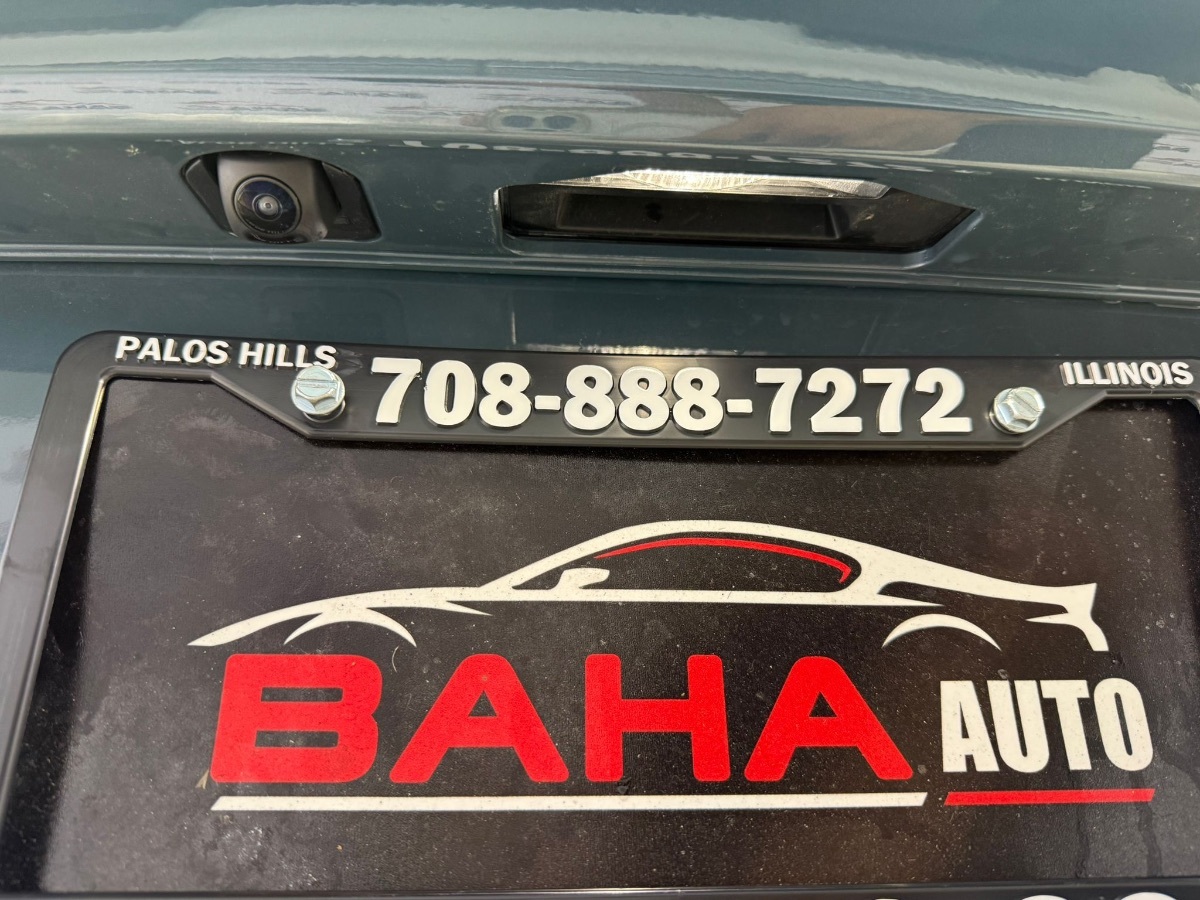 PALOS HILLS 708-888-7272 ILLINOIS
BAHA AUTO